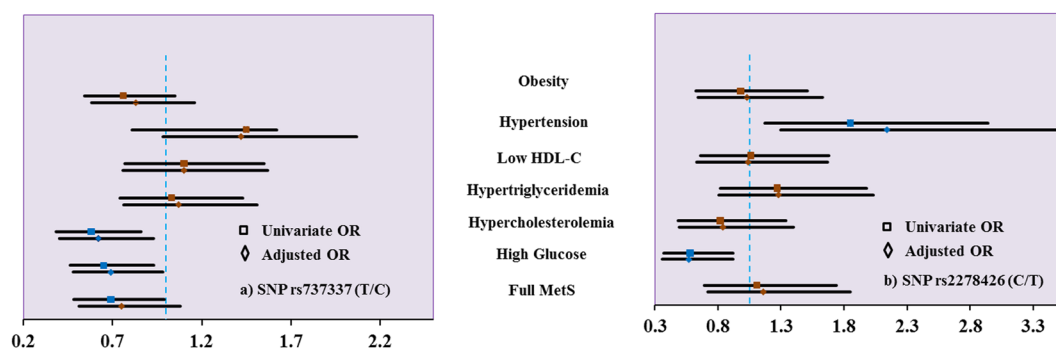 Obesity
Hypertension
Low HDL-C
Hypertriglyceridemia
Hypercholesterolemia
High Glucose
Full MetS
Univariate OR
Adjusted OR
a) SNP rs737337 (T/C)
0.2 0.7 1.2 1.7 2.2
Univariate OR
Adjusted OR
b) SNP rs2278426 (C/T)
0.3 0.8 1.3 1.8 2.3 2.8 3.3